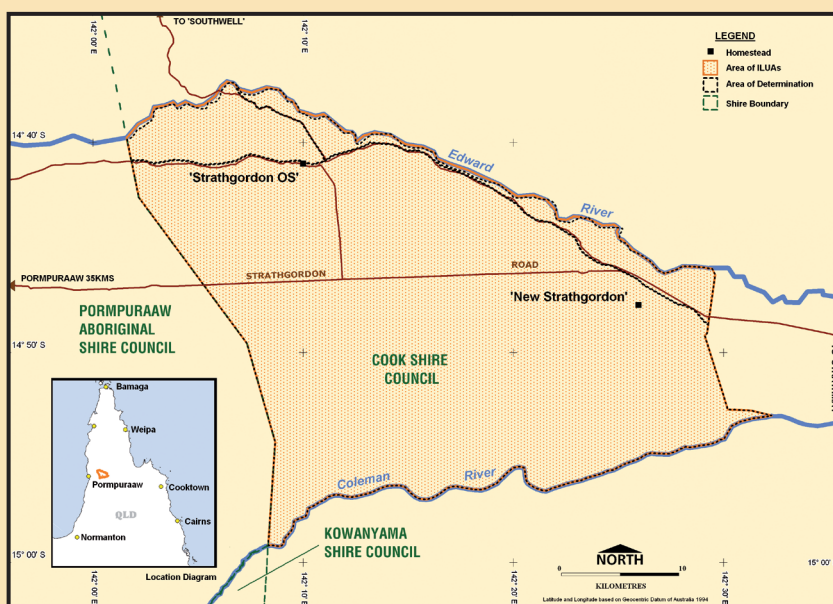 TO 'SOUTHWELL'
142° 00' E
142° 10' E
LEGEND
Homestead
Area of ILUAs
Area of Determination
Shire Boundary
14° 40' S
Edward
River
'Strathgordon OS'
PORMPURAAW 35KMS
STRATHGORDON
ROAD
'New Strathgordon'
PORMPURAAW
ABORIGINAL
SHIRE COUNCIL
14° 50' S
COOK SHIRE
COUNCIL
Bamaga
Weipa
Pormpuraaw
Cooktown
QLD
Cairns
Normanton
Location Diagram
Coleman
River
KOWANYAMA
SHIRE COUNCIL
15° 00' S
15° 00'
NORTH
0
10
KILOMETRES
Latitude and Longitude based on Geocentric Datum of Australia 1994
142° 00' E
142° 10' E
142° 20' E
142° 30' E